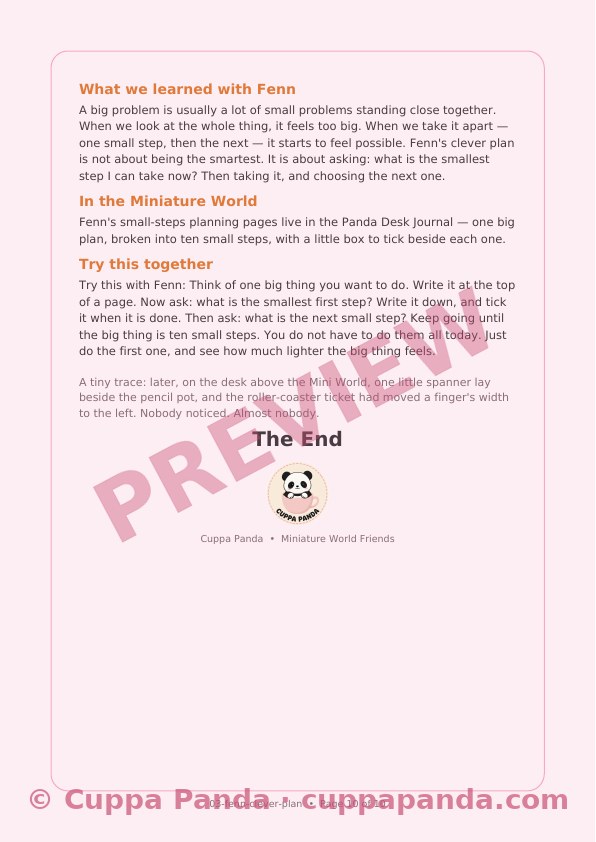 What we learned with Fenn
A big problem is usually a lot of small problems standing close together.
When we look at the whole thing, it feels too big. When we take it apart —
one small step, then the next — it starts to feel possible. Fenn's clever plan
is not about being the smartest. It is about asking: what is the smallest
step I can take now? Then taking it, and choosing the next one.
In the Miniature World
Fenn's small-steps planning pages live in the Panda Desk Journal — one big
plan, broken into ten small steps, with a little box to tick beside each one.
Try this together
Try this with Fenn: Think of one big thing you want to do. Write it at the top
of a page. Now ask: what is the smallest first step? Write it down, and tick
it when it is done. Then ask: what is the next small step? Keep going until
the big thing is ten small steps. You do not have to do them all today. Just
do the first one, and see how much lighter the big thing feels.
A tiny trace: later, on the desk above the Mini World, one little spanner lay
beside the pencil pot, and the roller-coaster ticket had moved a finger's width
to the left. Nobody noticed. Almost nobody.
PREVIEW
The End
CUPPA PANDA
Cuppa Panda • Miniature World Friends
© Cuppa Panda · cuppapanda.com
03-fenn-clever-plan • Page 10 of